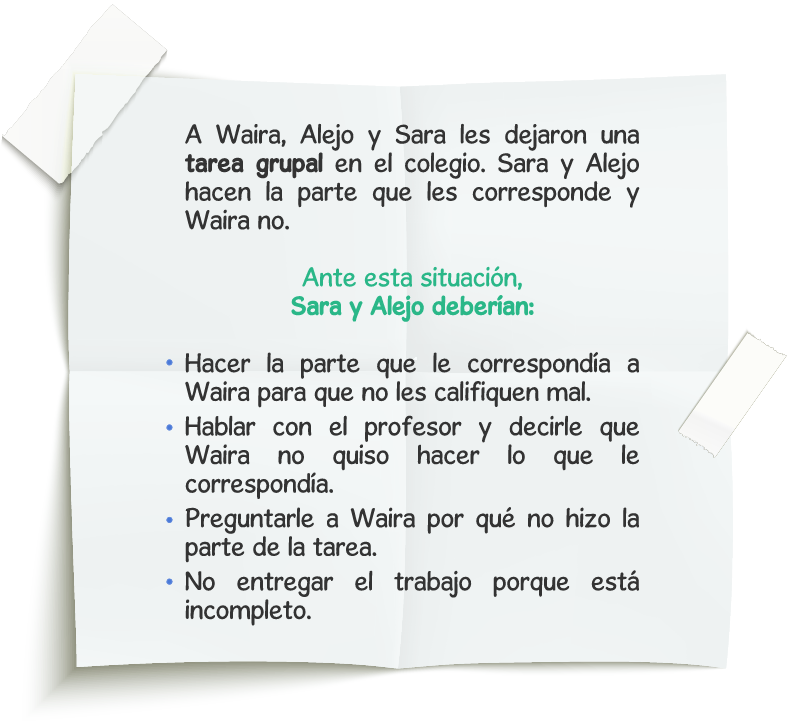 A Waira, Alejo y Sara les dejaron una
tarea grupal en el colegio. Sara y Alejo
hacen la parte que les corresponde y
Waira no.
Ante esta situación,
Sara y Alejo deberían:
• Hacer la parte que le correspondía a
Waira para que no les califiquen mal.
• Hablar con el profesor y decirle que
Waira no quiso hacer lo que le
correspondía.
• Preguntarle a Waira por qué no hizo la
parte de la tarea.
• No entregar el trabajo porque está
incompleto.